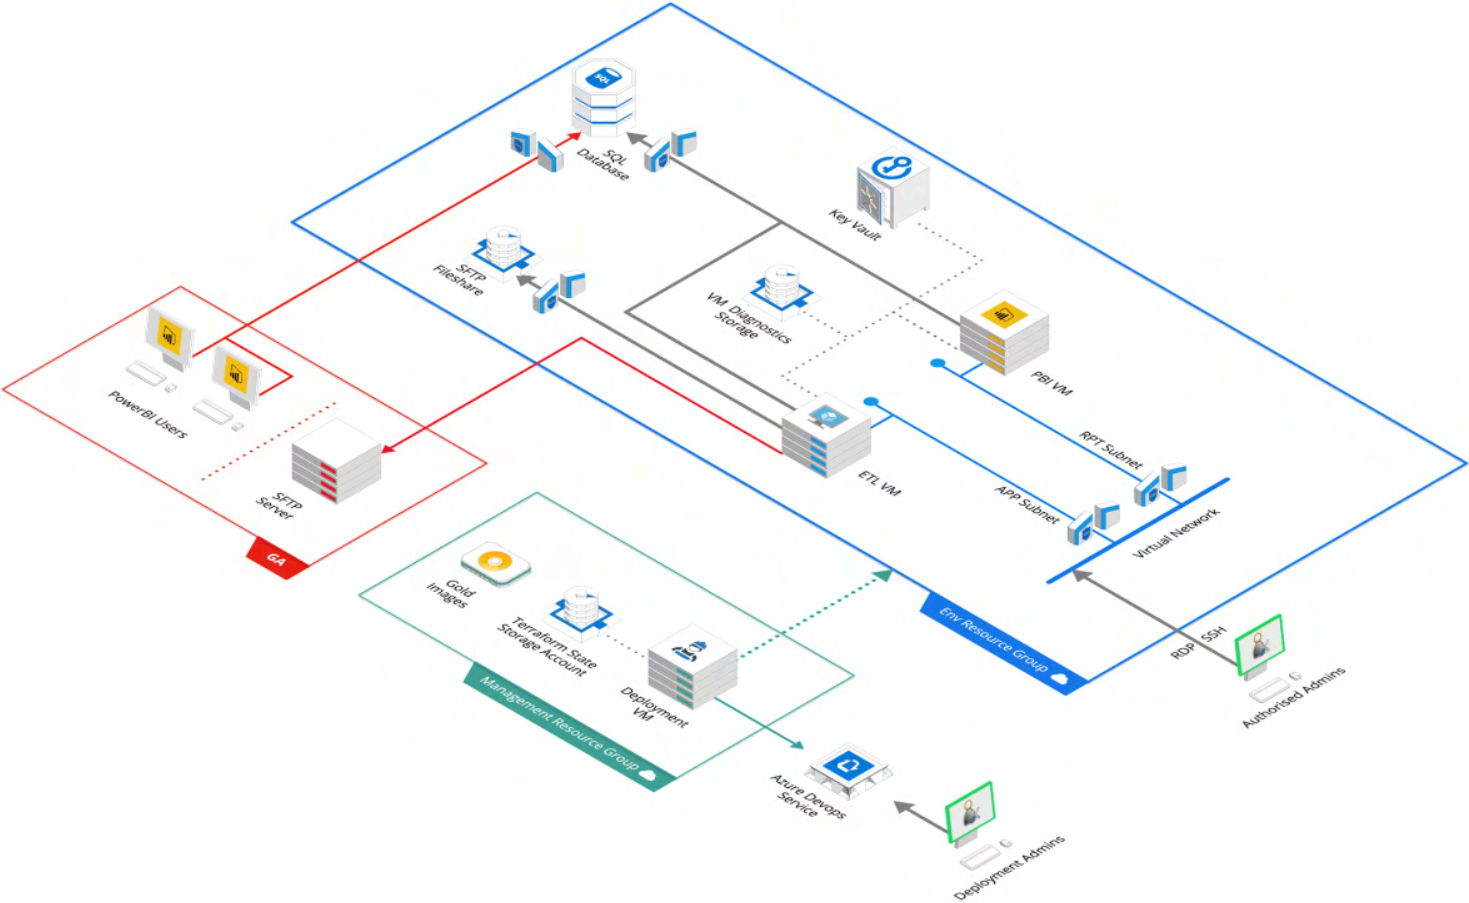 SQL
SQL
Database
Key Vault
SFTP
Fileshare
VM Diagnostics
Storage
PBI VM
PowerBI Users
RPT Subnet
ETL VM
APP Subnet
SFTP
Server
Virtual Network
GA
Gold
Images
Terraform State
Storage Account
Env Resource Group
RDP SSH
Deployment
VM
Authorised Admins
Management Resource Group
Azure Devops
Service
Deployment Admins